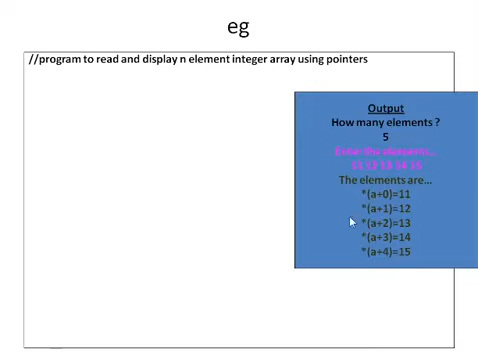 eg
//program to read and display n element integer array using pointers
Output
How many elements ?
5
Enter the elements...
11 12 13 14 15
The elements are...
*(a+0)=11
*(a+1)=12
*(a+2)=13
*(a+3)=14
*(a+4)=15